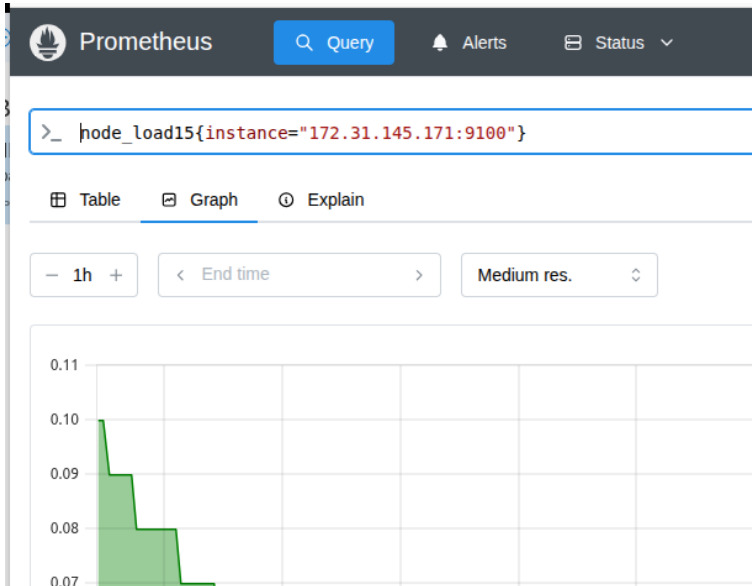 Prometheus Query Alerts Status
node_load15{instance="172.31.145.171:9100"}
Table Graph Explain
1h End time Medium res.
0.11
0.10
0.09
0.08
0.07